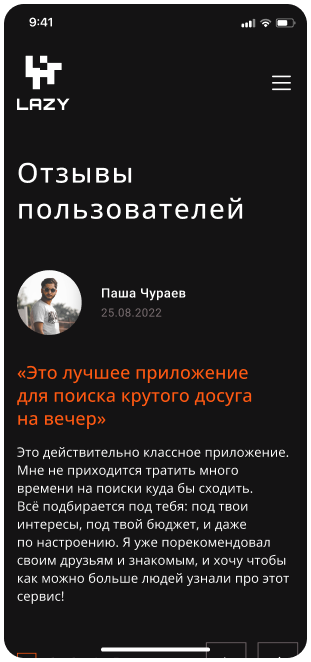 9:41
LAZY
Отзывы
пользователей
Паша Чураев
25.08.2022
«Это лучшее приложение
для поиска крутого досуга
на вечер»
Это действительно классное приложение.
Мне не приходится тратить много
времени на поиски куда бы сходить.
Всё подбирается под тебя: под твои
интересы, под твой бюджет, и даже
по настроению. Я уже порекомендовал
своим друзьям и знакомым, и хочу чтобы
как можно больше людей узнали про этот
сервис!